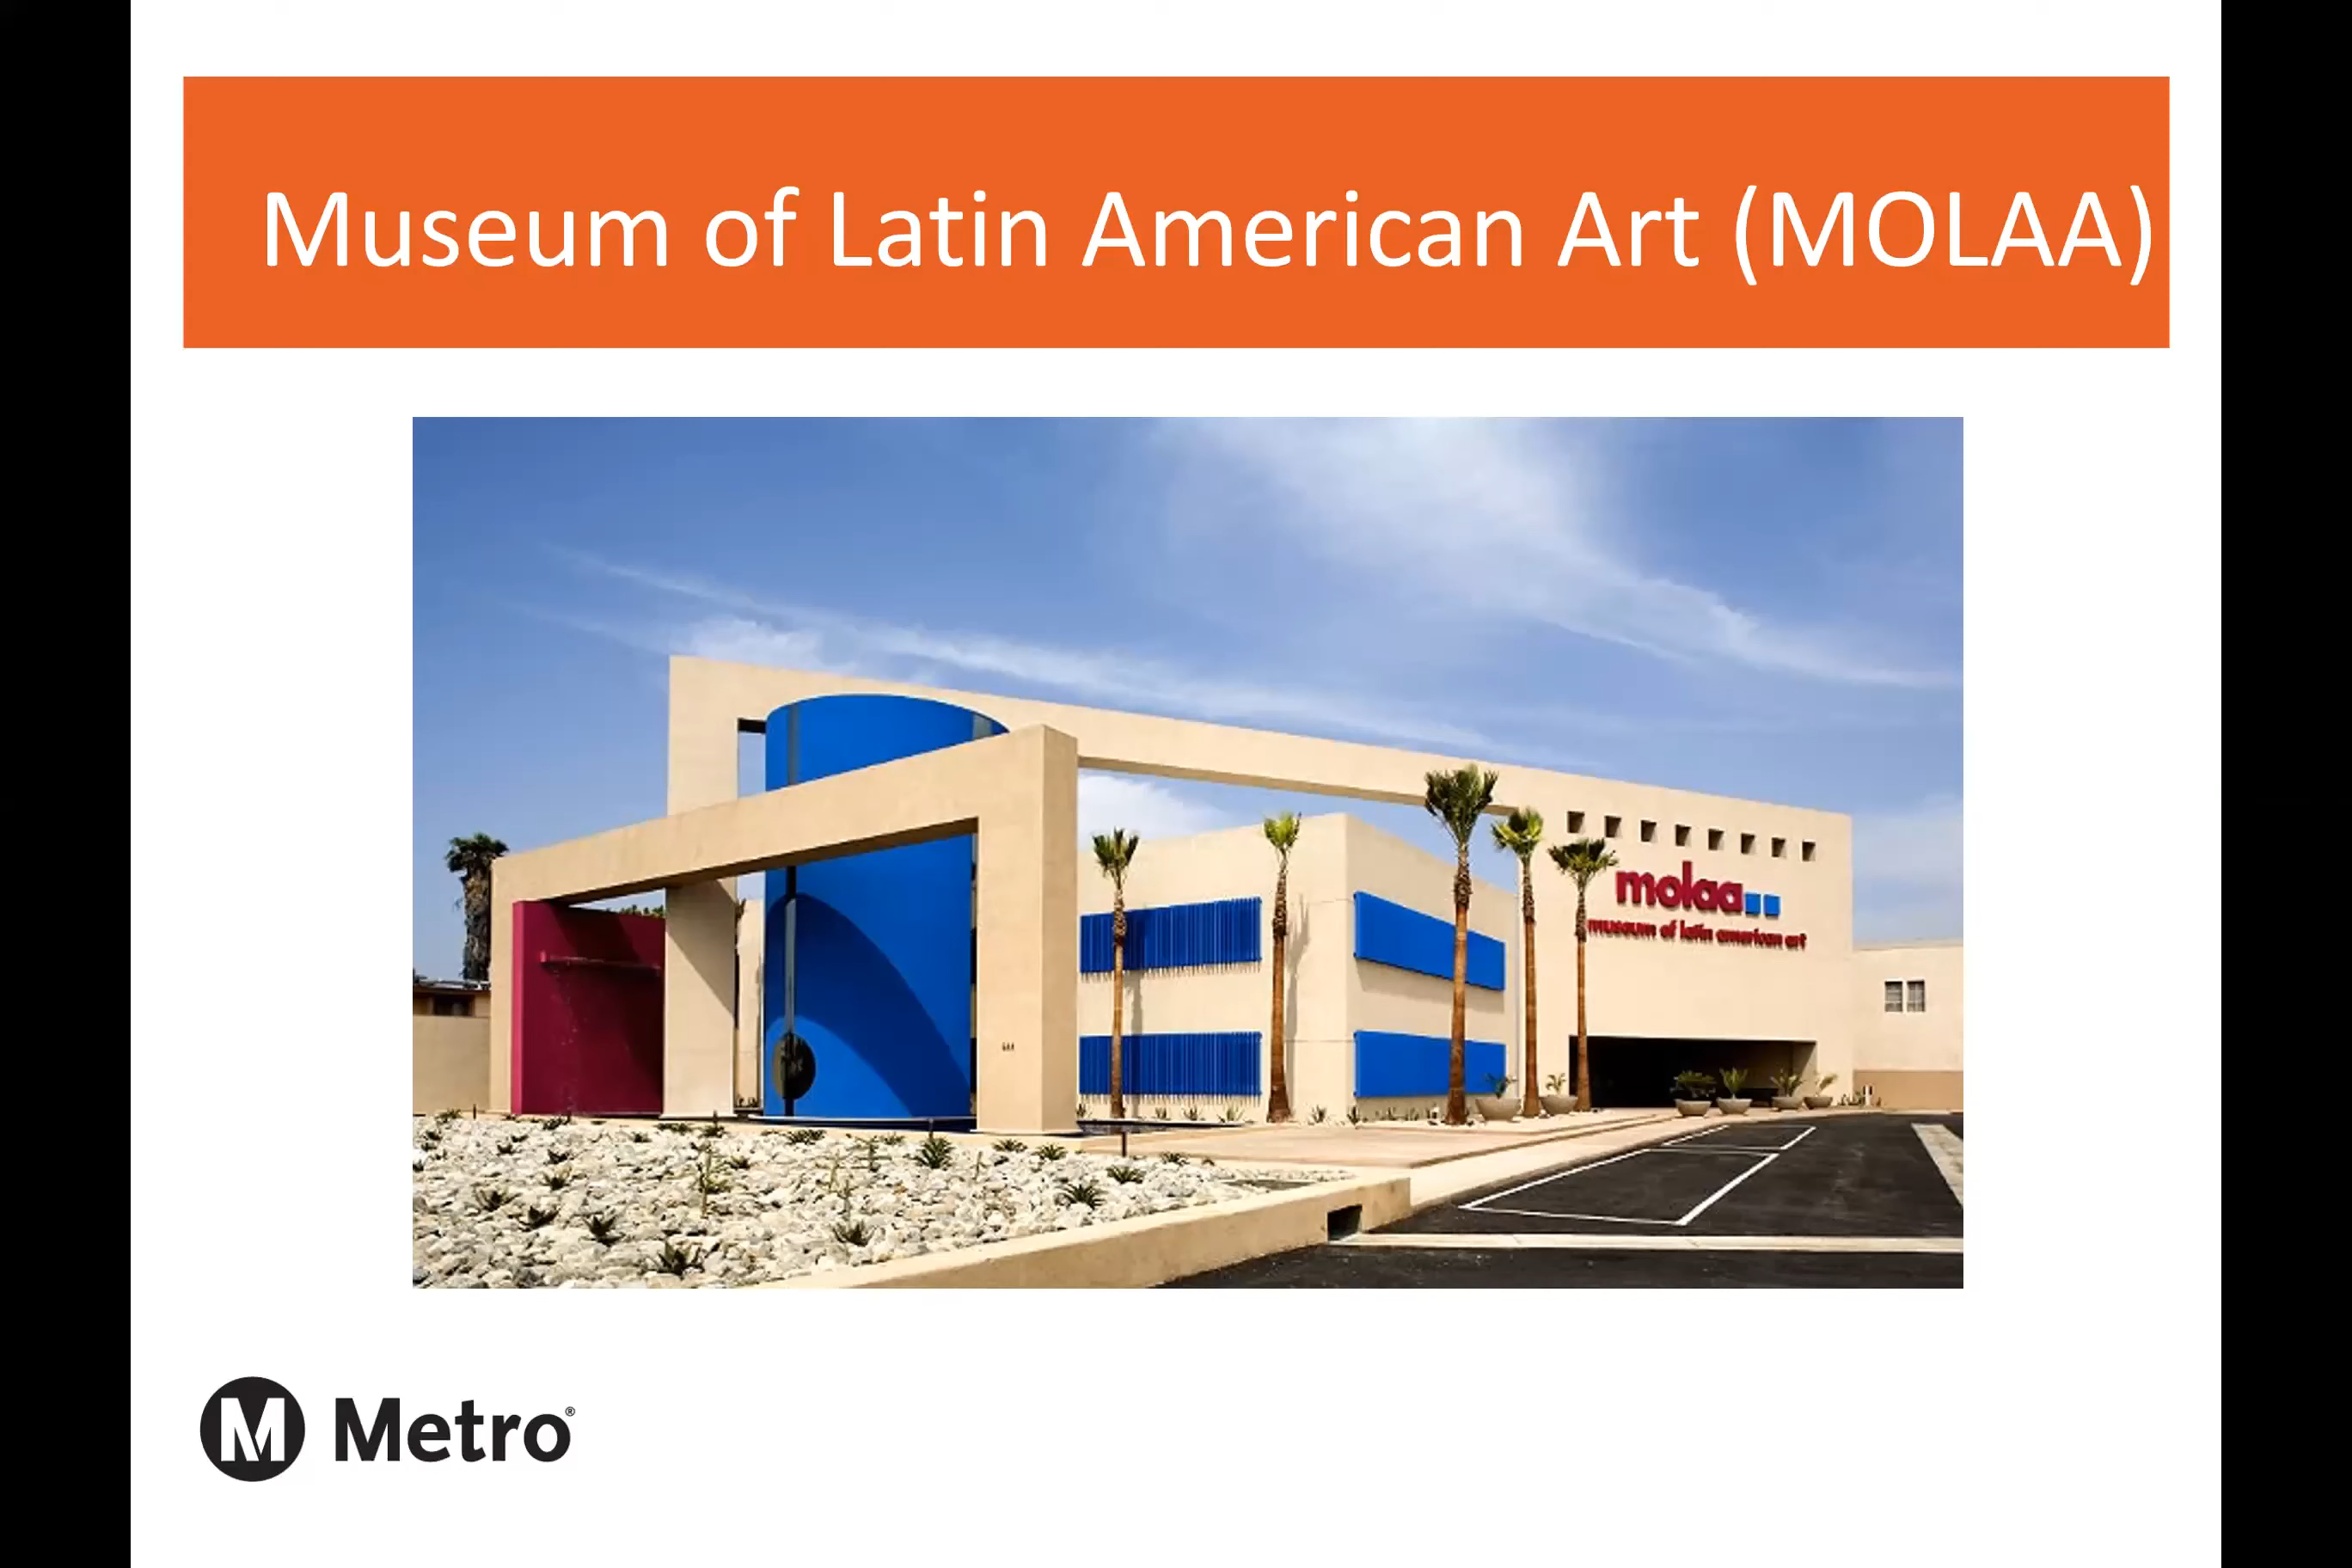 Museum of Latin American Art (MOLAA)
molaa
museum of latin american art
M Metro®